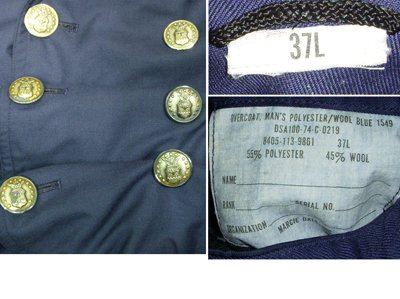 37L
OVERCOAT, MAN'S POLYESTER/WOOL BLUE 1549
DSA100-74-C-0219
8405-113-9861 37L
55% POLYESTER 45% WOOL
NAME
RANK SERIAL NO.
ORGANIZATION MARCIE